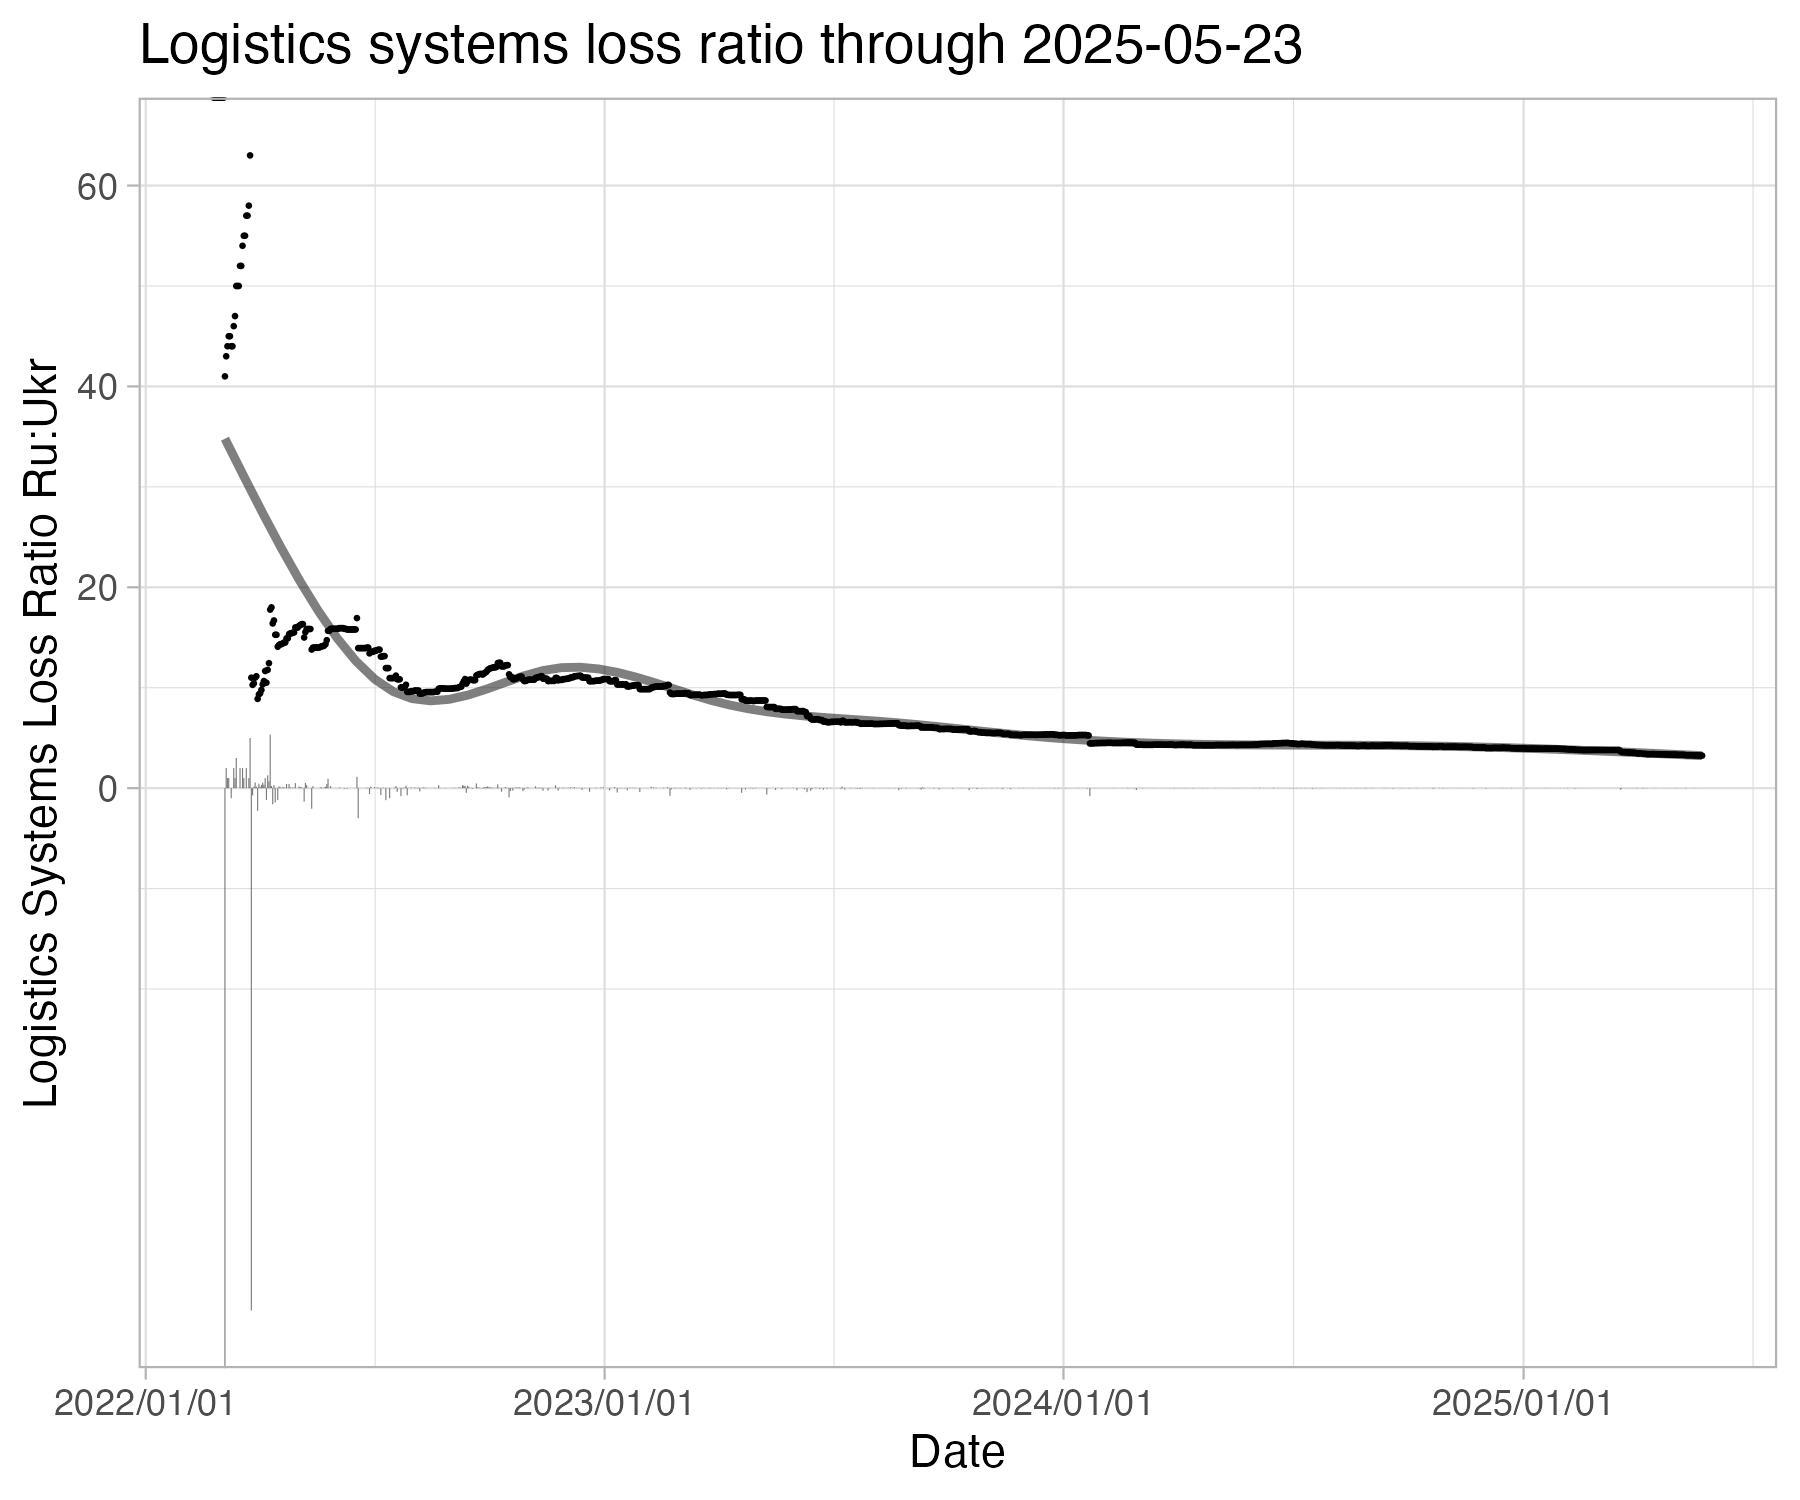 Logistics systems loss ratio through 2025-05-23
Logistics Systems Loss Ratio Ru:Ukr
60
40
20
0
2022/01/01
2023/01/01
2024/01/01
2025/01/01
Date